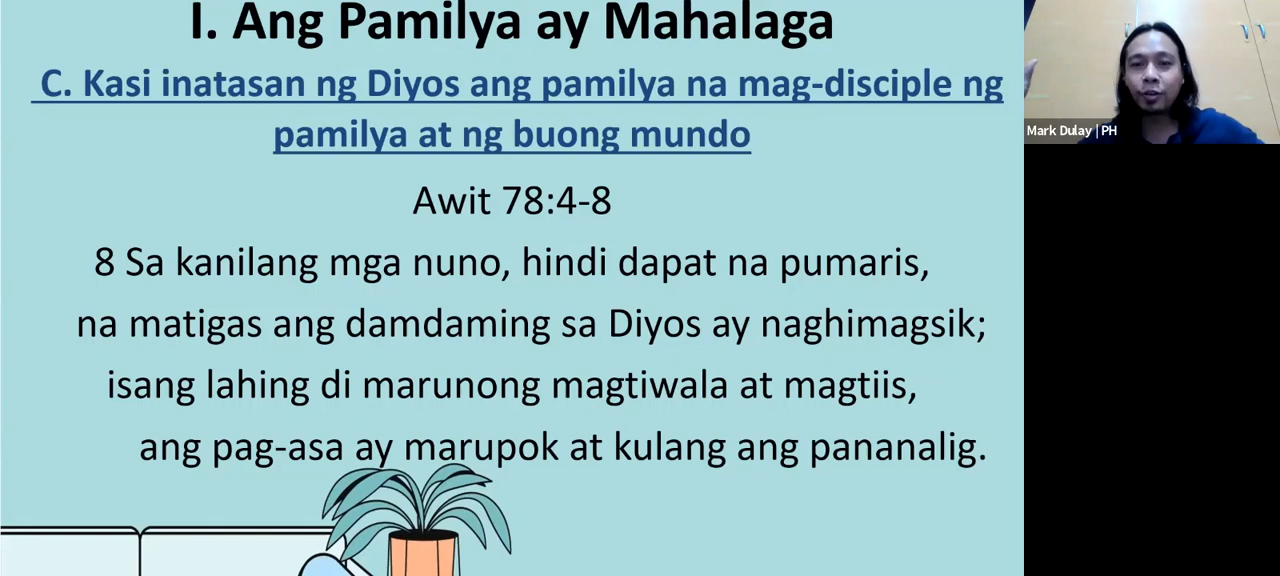 I. Ang Pamilya ay Mahalaga
C. Kasi inatasan ng Diyos ang pamilya na mag-disciple ng
pamilya at ng buong mundo
Awit 78:4-8
8 Sa kanilang mga nuno, hindi dapat na pumaris,
na matigas ang damdaming sa Diyos ay naghimagsik;
isang lahing di marunong magtiwala at magtiis,
ang pag-asa ay marupok at kulang ang pananalig.
Mark Dulay | PH